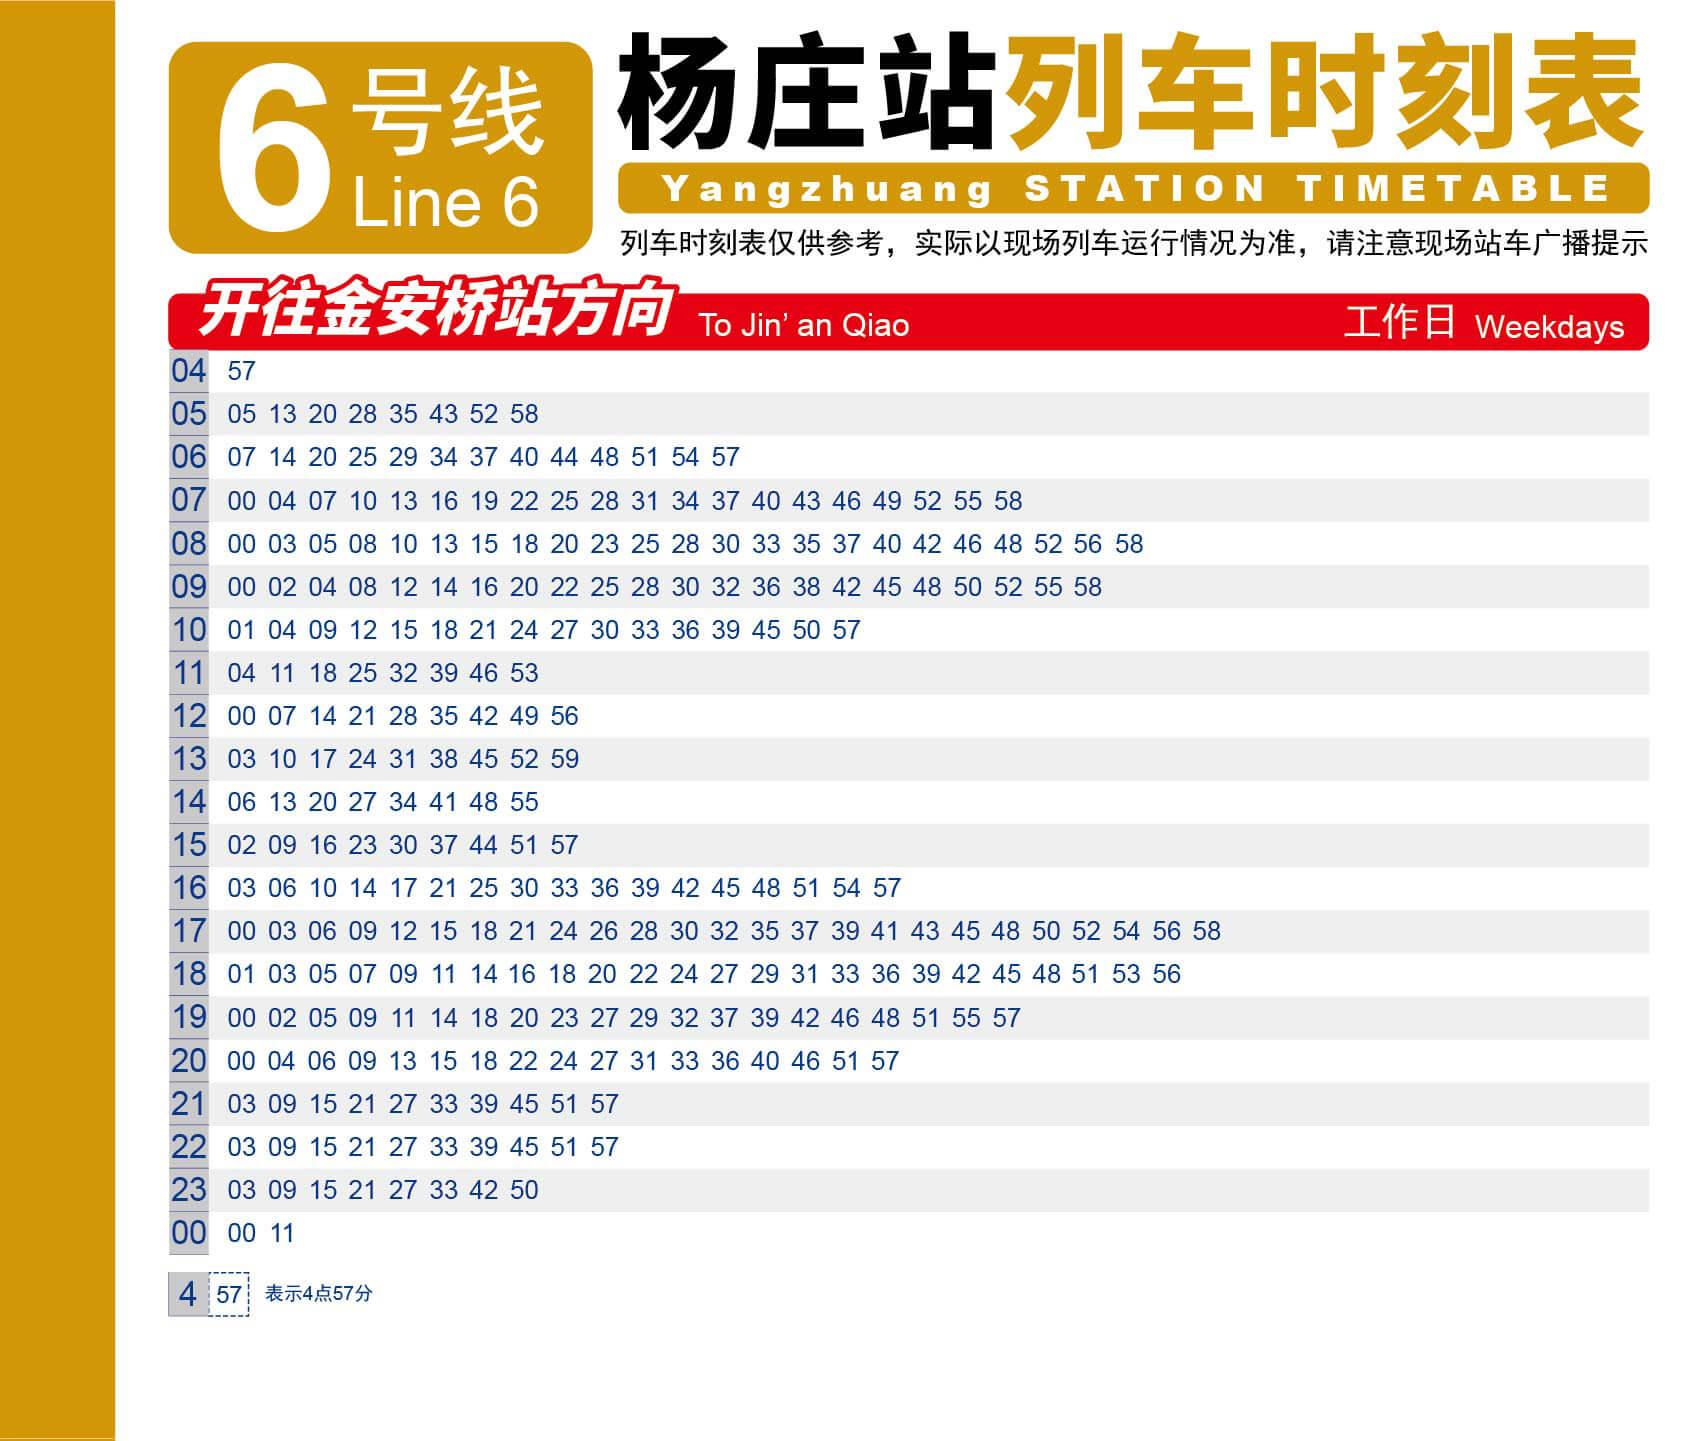 6号线
Line 6
杨庄站列车时刻表
Yangzhuang STATION TIMETABLE
列车时刻表仅供参考，实际以现场列车运行情况为准，请注意现场站车广播提示
开往金安桥站方向 To Jin’ an Qiao 工作日 Weekdays
04 57
05 05 13 20 28 35 43 52 58
06 07 14 20 25 29 34 37 40 44 48 51 54 57
07 00 04 07 10 13 16 19 22 25 28 31 34 37 40 43 46 49 52 55 58
08 00 03 05 08 10 13 15 18 20 23 25 28 30 33 35 37 40 42 46 48 52 56 58
09 00 02 04 08 12 14 16 20 22 25 28 30 32 36 38 42 45 48 50 52 55 58
10 01 04 09 12 15 18 21 24 27 30 33 36 39 45 50 57
11 04 11 18 25 32 39 46 53
12 00 07 14 21 28 35 42 49 56
13 03 10 17 24 31 38 45 52 59
14 06 13 20 27 34 41 48 55
15 02 09 16 23 30 37 44 51 57
16 03 06 10 14 17 21 25 30 33 36 39 42 45 48 51 54 57
17 00 03 06 09 12 15 18 21 24 26 28 30 32 35 37 39 41 43 45 48 50 52 54 56 58
18 01 03 05 07 09 11 14 16 18 20 22 24 27 29 31 33 36 39 42 45 48 51 53 56
19 00 02 05 09 11 14 18 20 23 27 29 32 37 39 42 46 48 51 55 57
20 00 04 06 09 13 15 18 22 24 27 31 33 36 40 46 51 57
21 03 09 15 21 27 33 39 45 51 57
22 03 09 15 21 27 33 39 45 51 57
23 03 09 15 21 27 33 42 50
00 00 11
4 57 表示4点57分